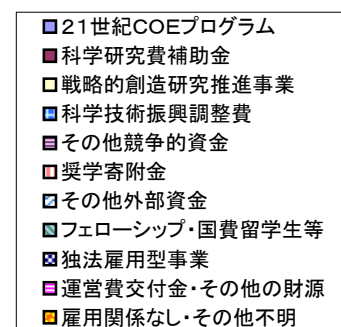 21世紀COEプログラム
科学研究費補助金
戦略的創造研究推進事業
科学技術振興調整費
その他競争的資金
奨学寄附金
その他外部資金
フェローシップ・国費留学生等
独法雇用型事業
運営費交付金・その他の財源
雇用関係なし・その他不明